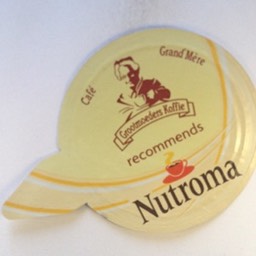 Café Grand'Mère
Grootmoeders Koffie
recommends
Nutroma